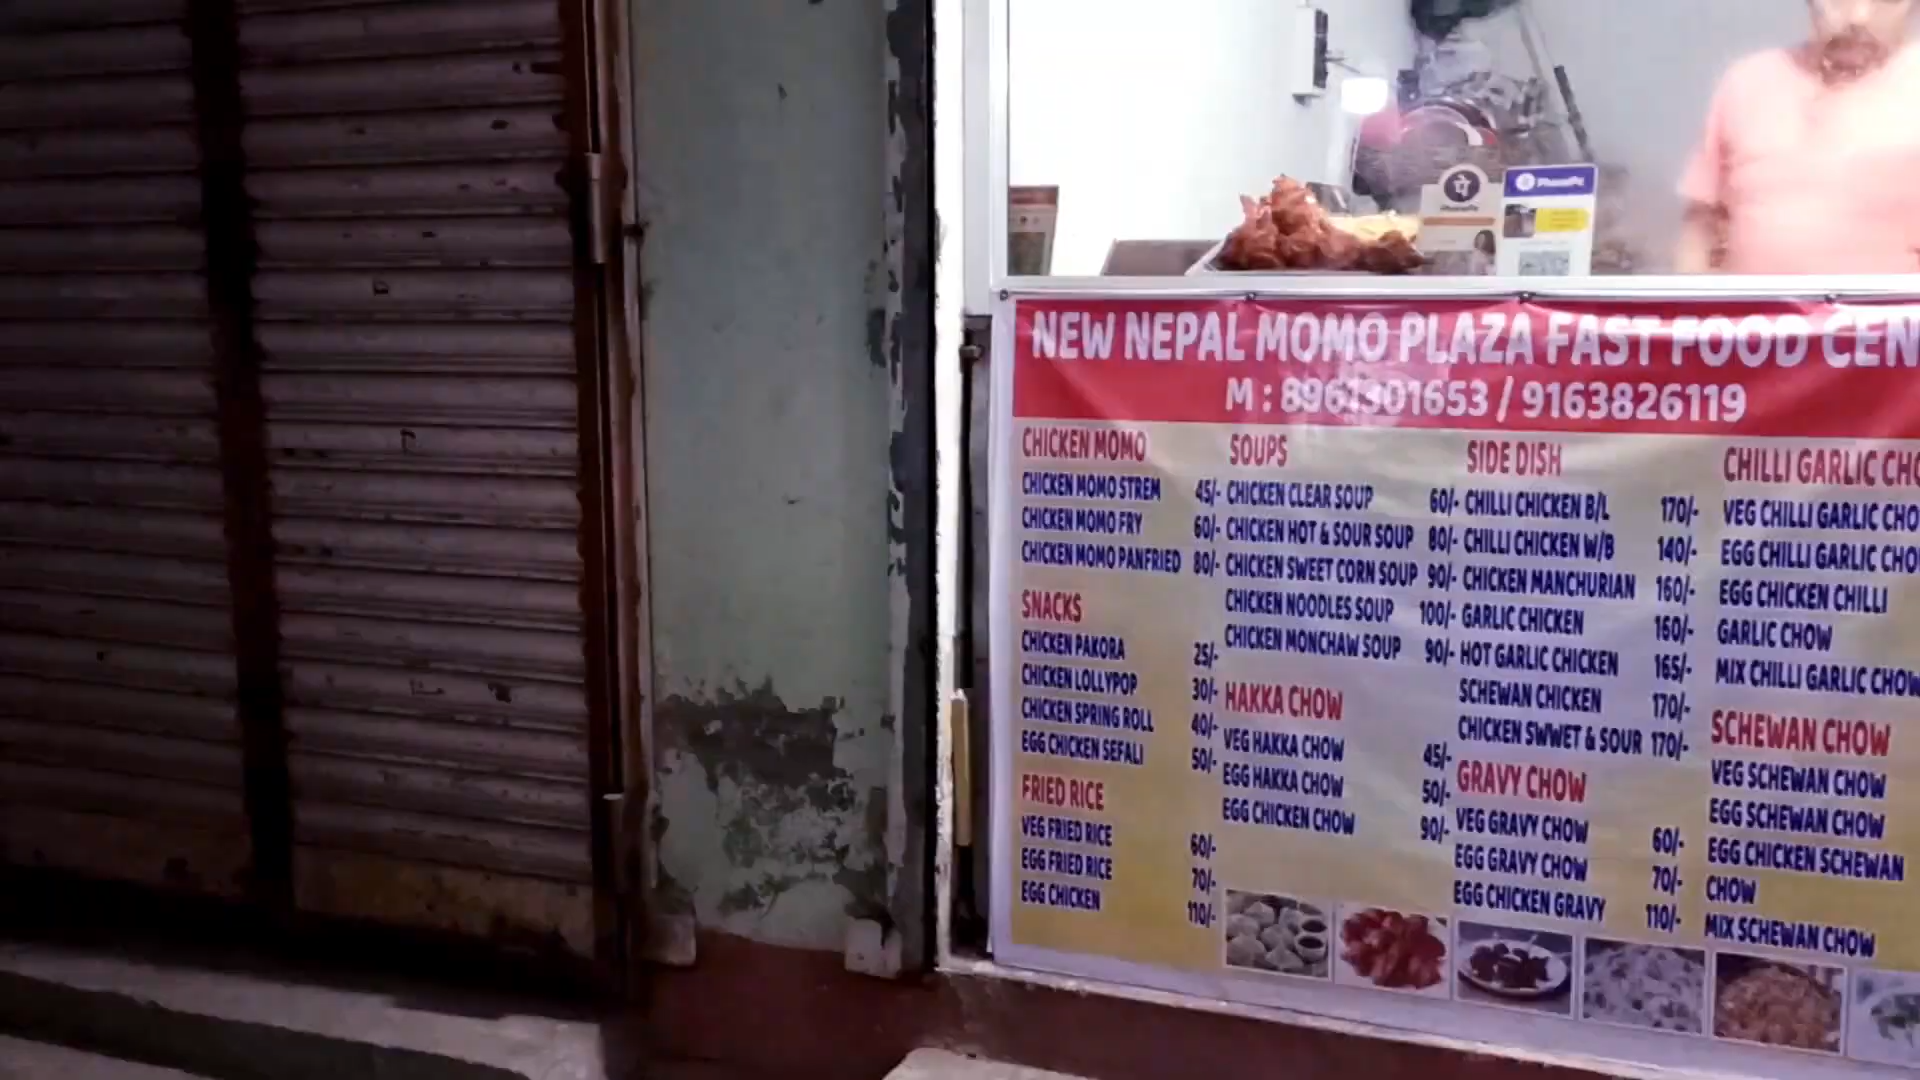 पे
PhonePe
PhonePe
NEW NEPAL MOMO PLAZA FAST FOOD CEN
M : 8961301653 / 9163826119
CHICKEN MOMO
CHICKEN MOMO STREM 45/-
CHICKEN MOMO FRY 60/-
CHICKEN MOMO PANFRIED 80/-
SNACKS
CHICKEN PAKORA 25/-
CHICKEN LOLLYPOP 30/-
CHICKEN SPRING ROLL 40/-
EGG CHICKEN SEFALI 50/-
FRIED RICE
VEG FRIED RICE 60/-
EGG FRIED RICE 70/-
EGG CHICKEN 110/-
SOUPS
CHICKEN CLEAR SOUP 60/-
CHICKEN HOT & SOUR SOUP 80/-
CHICKEN SWEET CORN SOUP 90/-
CHICKEN NOODLES SOUP 100/-
CHICKEN MONCHAW SOUP 90/-
HAKKA CHOW
VEG HAKKA CHOW 45/-
EGG HAKKA CHOW 50/-
EGG CHICKEN CHOW 90/-
SIDE DISH
CHILLI CHICKEN B/L 170/-
CHILLI CHICKEN W/B 140/-
CHICKEN MANCHURIAN 160/-
GARLIC CHICKEN 160/-
HOT GARLIC CHICKEN 165/-
SCHEWAN CHICKEN 170/-
CHICKEN SWWET & SOUR 170/-
GRAVY CHOW
VEG GRAVY CHOW 60/-
EGG GRAVY CHOW 70/-
EGG CHICKEN GRAVY 110/-
CHILLI GARLIC CHO
VEG CHILLI GARLIC CHO
EGG CHILLI GARLIC CHO
EGG CHICKEN CHILLI
GARLIC CHOW
MIX CHILLI GARLIC CHOW
SCHEWAN CHOW
VEG SCHEWAN CHOW
EGG SCHEWAN CHOW
EGG CHICKEN SCHEWAN
CHOW
MIX SCHEWAN CHOW